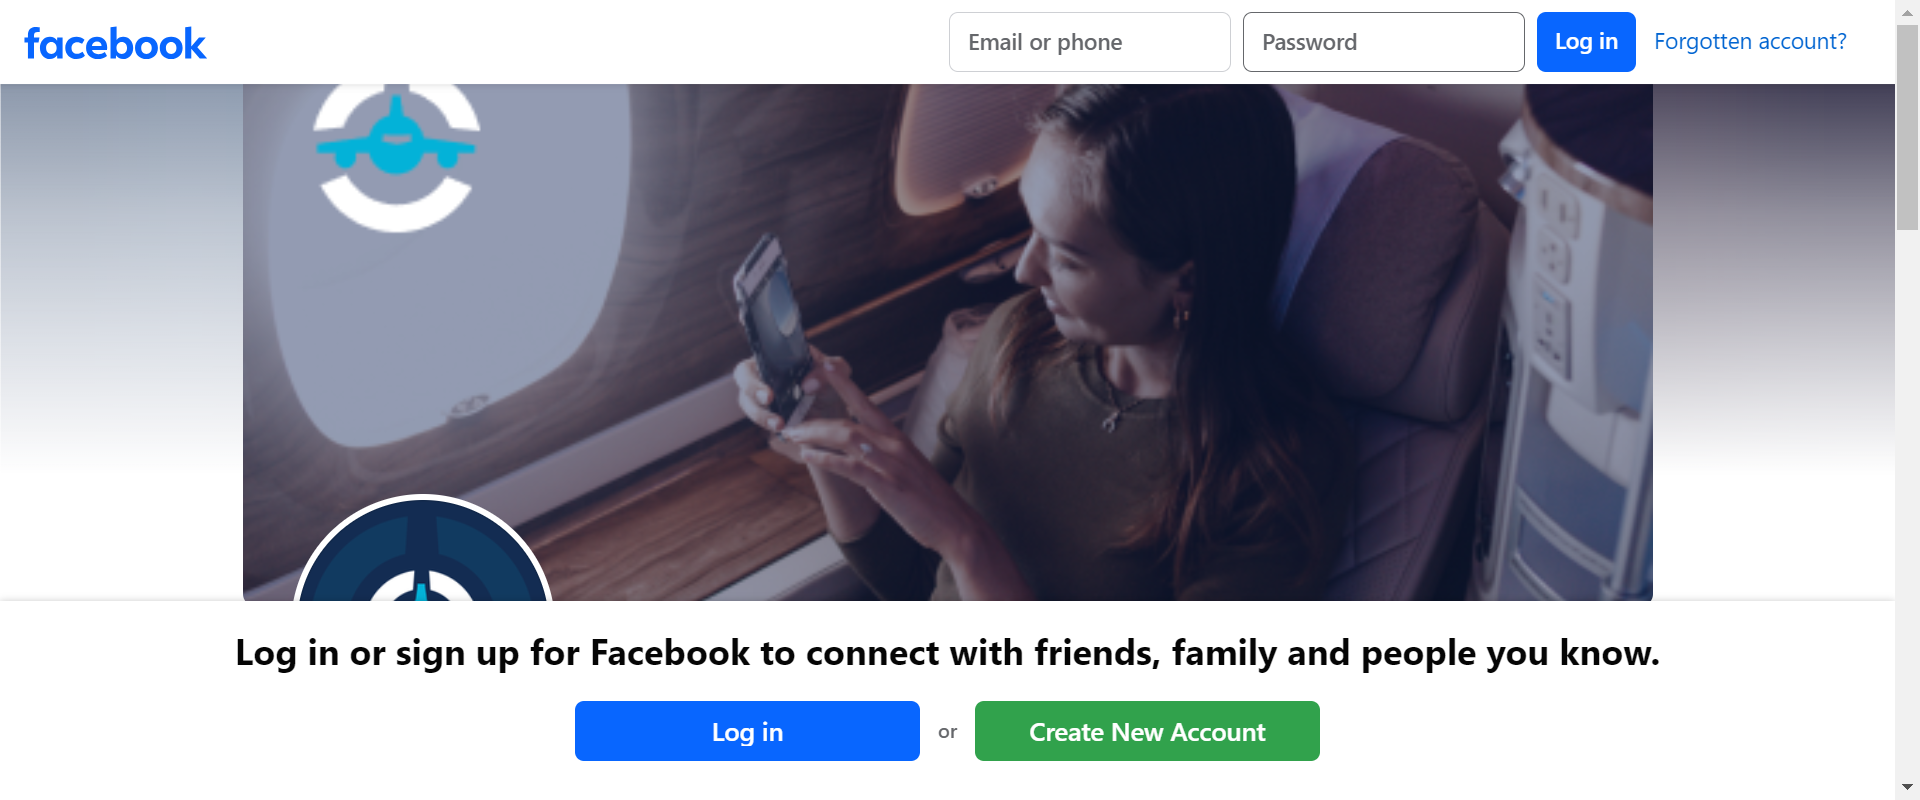 facebook
Email or phone
Password
Log in
Forgotten account?
Log in or sign up for Facebook to connect with friends, family and people you know.
Log in
or
Create New Account